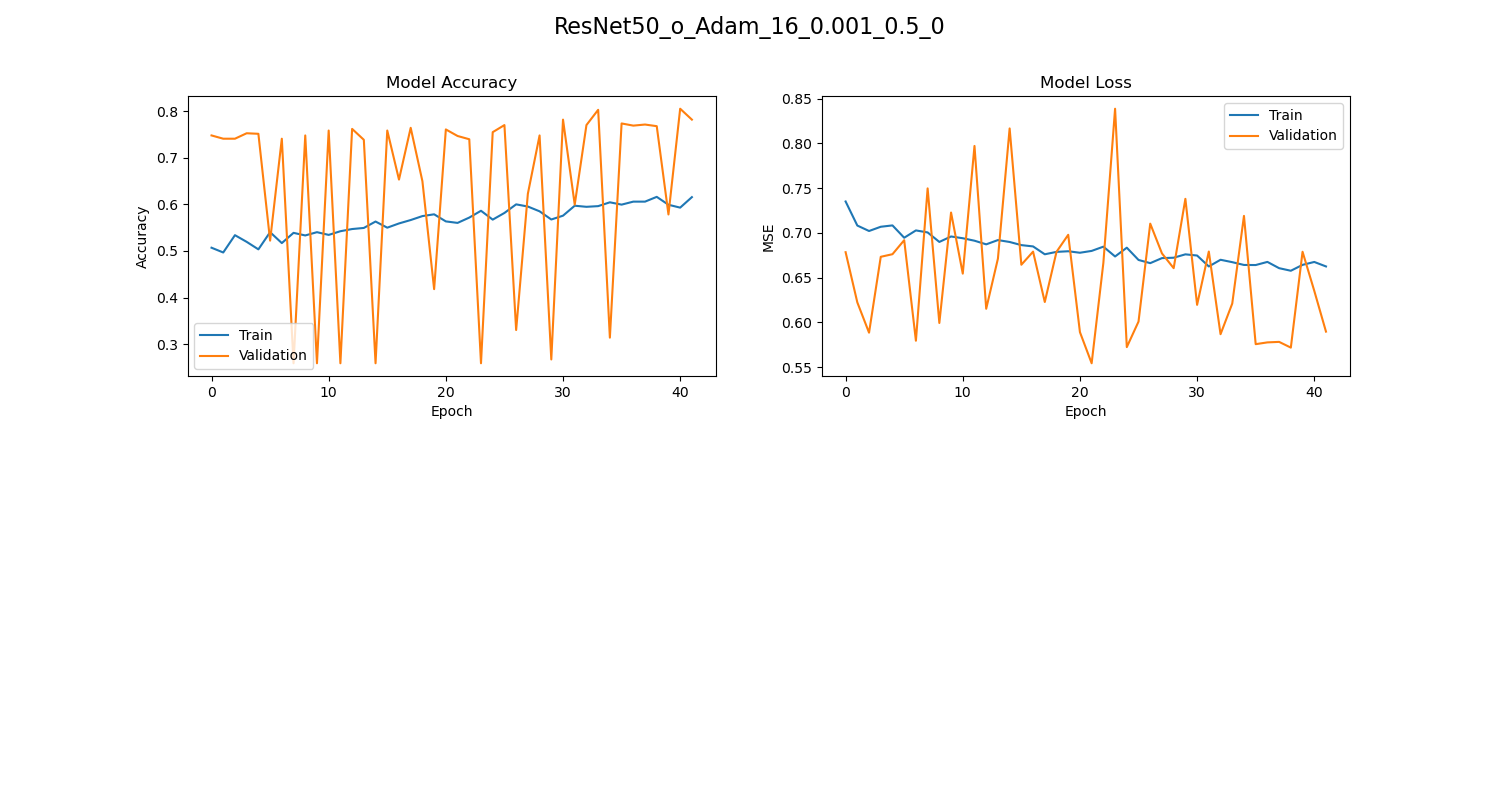 ResNet50_o_Adam_16_0.001_0.5_0
Model Accuracy
Accuracy
0.8
0.7
0.6
0.5
0.4
0.3
Train
Validation
0 10 20 30 40
Epoch
Model Loss
MSE
0.85
0.80
0.75
0.70
0.65
0.60
0.55
Train
Validation
0 10 20 30 40
Epoch